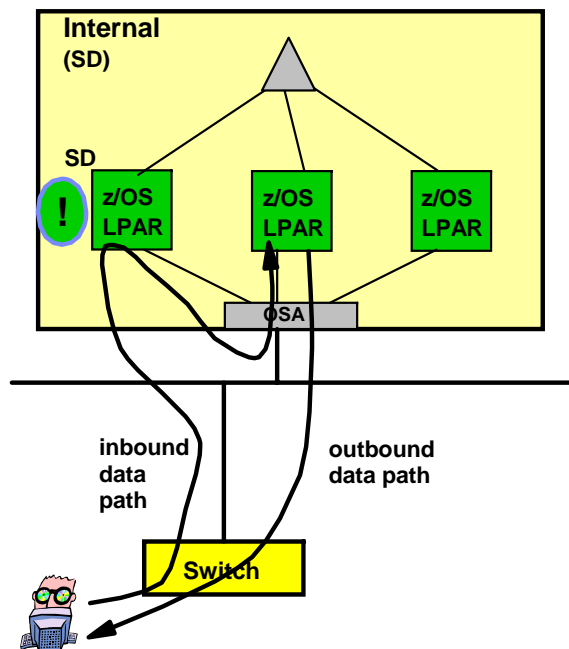 Internal
(SD)
SD
!
z/OS
LPAR
z/OS
LPAR
z/OS
LPAR
OSA
inbound
data
path
outbound
data path
Switch